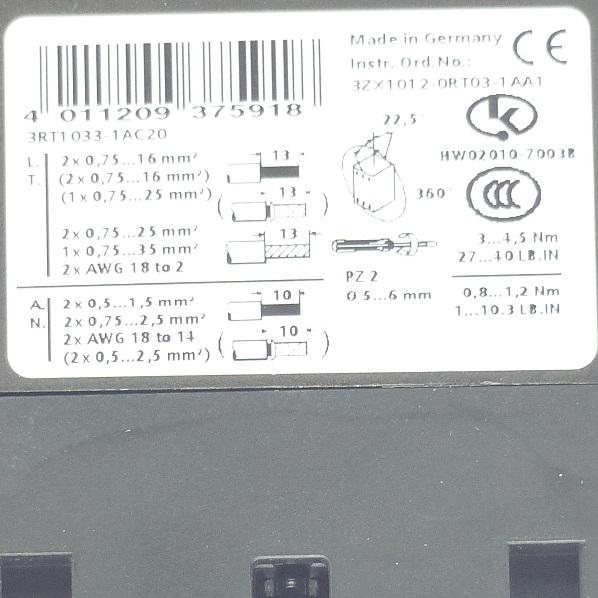 Made in Germany
Instr. Ord.No.:
3ZX1012-0RT03-1AA1
CE
4 011209 375918
3RT1033-1AC20
22,5°
360°
HW02010-7003R
CCC
L. 2 x 0,75...16 mm² 13
T. (2 x 0,75...16 mm²)
(1 x 0,75...25 mm²) ( 13 )
2 x 0,75...25 mm² 13
1 x 0,75...35 mm²
2 x AWG 18 to 2
3...4,5 Nm
27...40 LB.IN
PZ 2
Ø 5...6 mm
0,8...1,2 Nm
1...10.3 LB.IN
A. 2 x 0,5...1,5 mm² 10
N. 2 x 0,75...2,5 mm²
2 x AWG 18 to 14
(2 x 0,5...2,5 mm²) ( 10 )